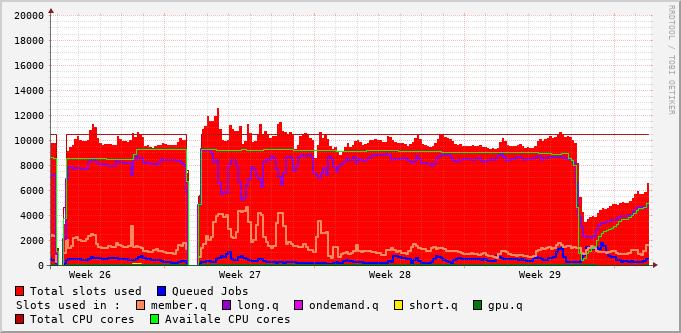 20000
18000
16000
14000
12000
10000
8000
6000
4000
2000
0
Week 26 Week 27 Week 28 Week 29
Total slots used Queued Jobs
Slots used in : member.q long.q ondemand.q short.q gpu.q
Total CPU cores Availale CPU cores
RRDTOOL / TOBI OETIKER